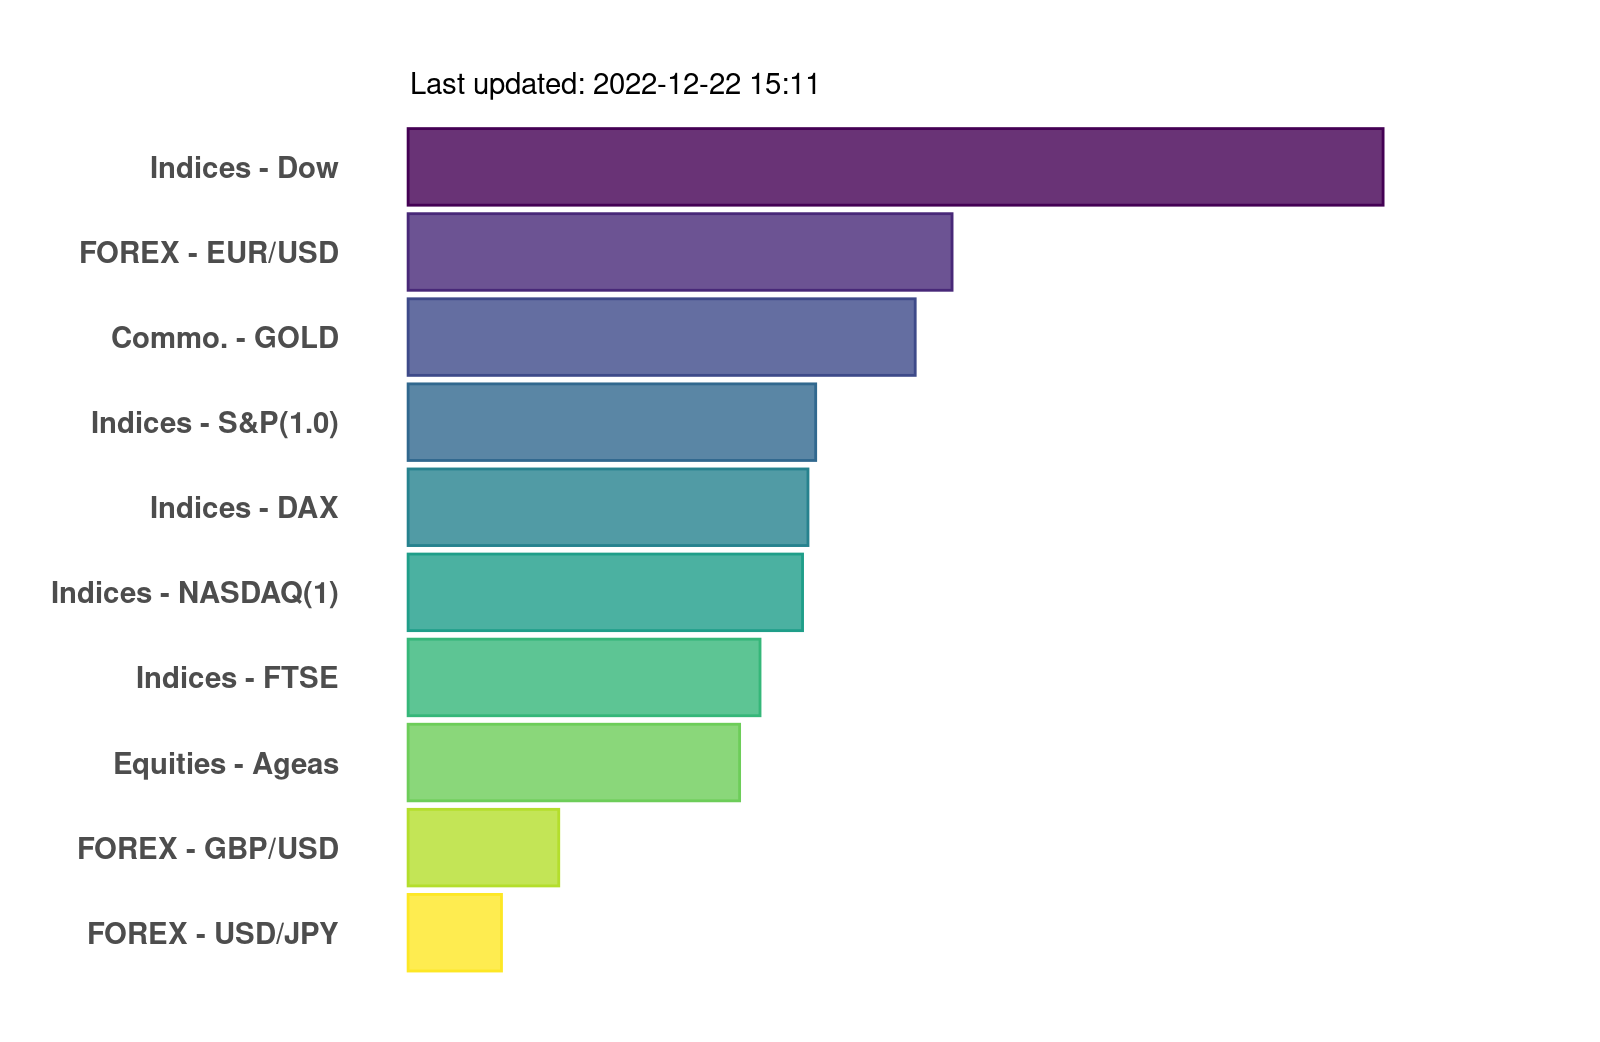 Last updated: 2022-12-22 15:11
Indices - Dow
FOREX - EUR/USD
Commo. - GOLD
Indices - S&P(1.0)
Indices - DAX
Indices - NASDAQ(1)
Indices - FTSE
Equities - Ageas
FOREX - GBP/USD
FOREX - USD/JPY